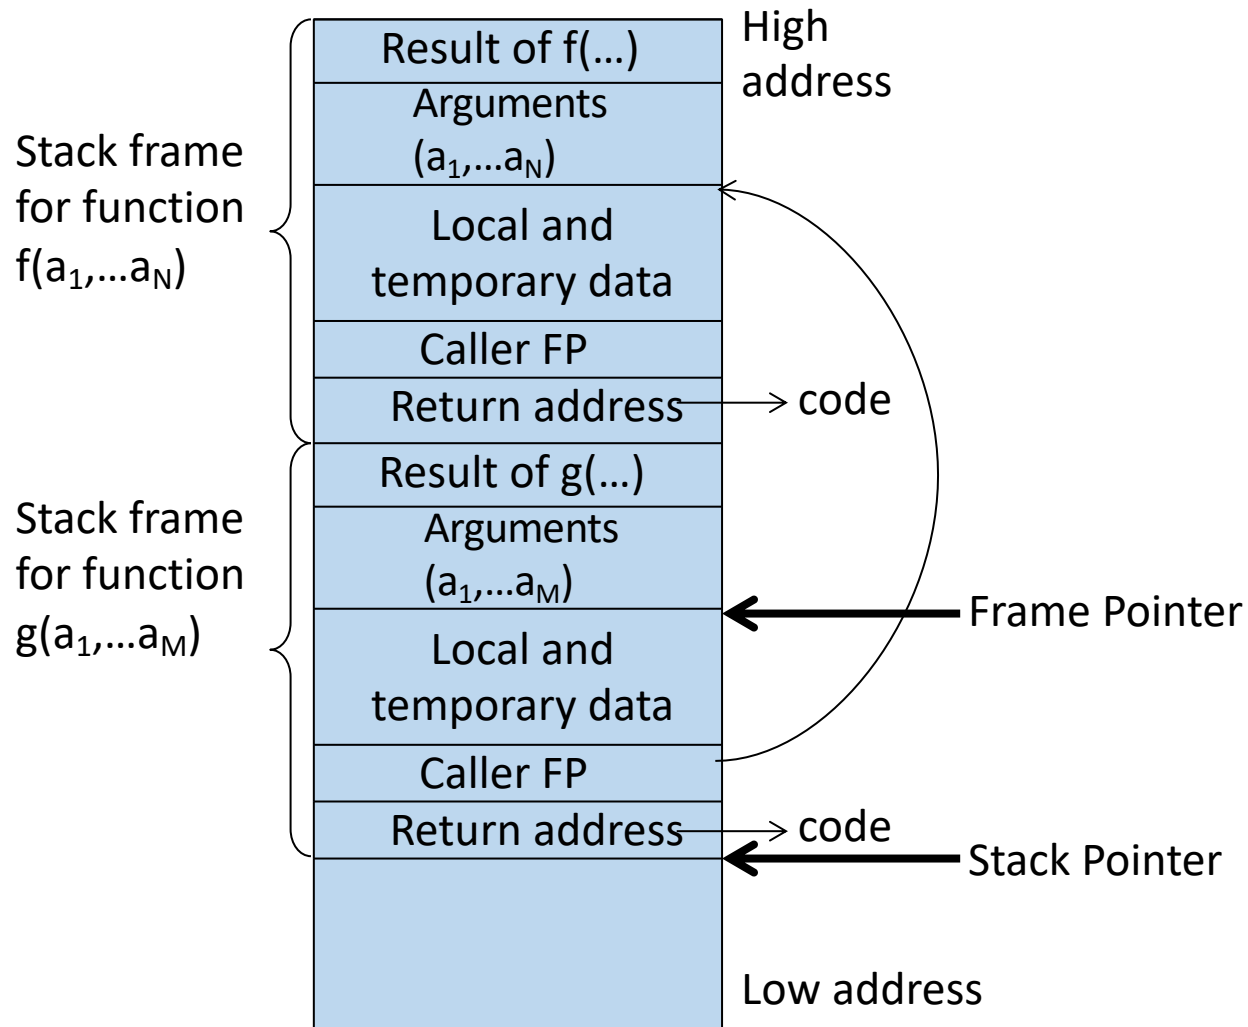 High
address
Result of f(…)
Arguments
(a₁,…aₙ)
Stack frame
for function
f(a₁,…aₙ)
Local and
temporary data
Caller FP
Return address
code
Result of g(…)
Stack frame
for function
g(a₁,…aₘ)
Arguments
(a₁,…aₘ)
Frame Pointer
Local and
temporary data
Caller FP
Return address
code
Stack Pointer
Low address